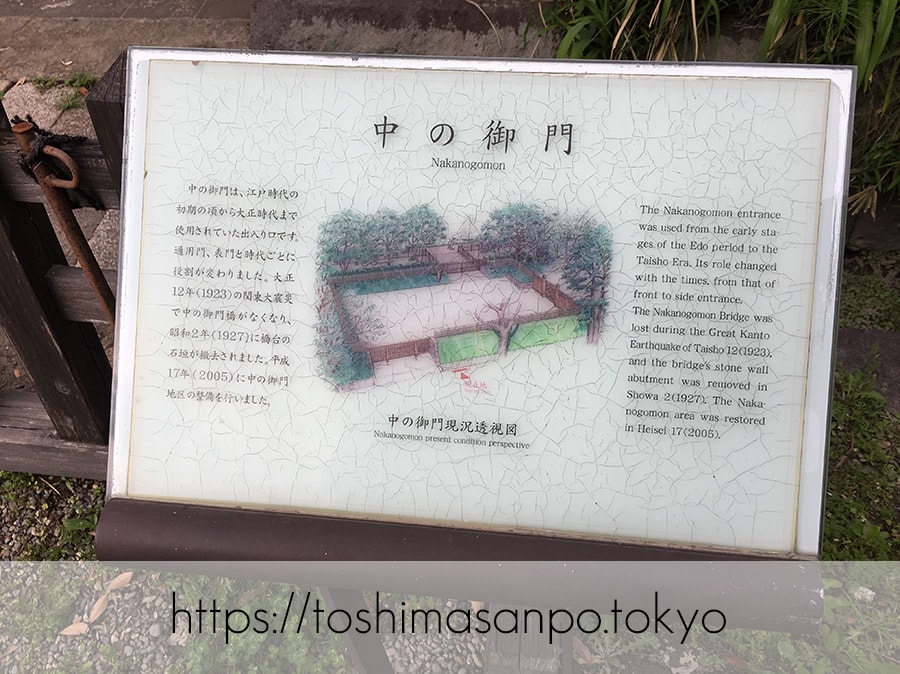 中の御門
Nakanogomon
中の御門は、江戸時代の
初期の頃から大正時代まで
使用されていた出入り口です。
通用門、表門と時代ごとに
役割が変わりました。大正
12年(1923)の関東大震災
で中の御門橋がなくなり、
昭和2年(1927)に橋台の
石垣が撤去されました。平成
17年(2005)に中の御門
地区の整備を行いました。
現在地
中の御門現況透視図
Nakanogomon present condition perspective
The Nakanogomon entrance
was used from the early sta-
ges of the Edo period to the
Taisho Era. Its role changed
with the times, from that of
front to side entrance.
The Nakanogomon Bridge was
lost during the Great Kanto
Earthquake of Taisho 12(1923),
and the bridge's stone wall
abutment was removed in
Showa 2(1927). The Naka-
nogomon area was restored
in Heisei 17(2005).
https://toshimasanpo.tokyo